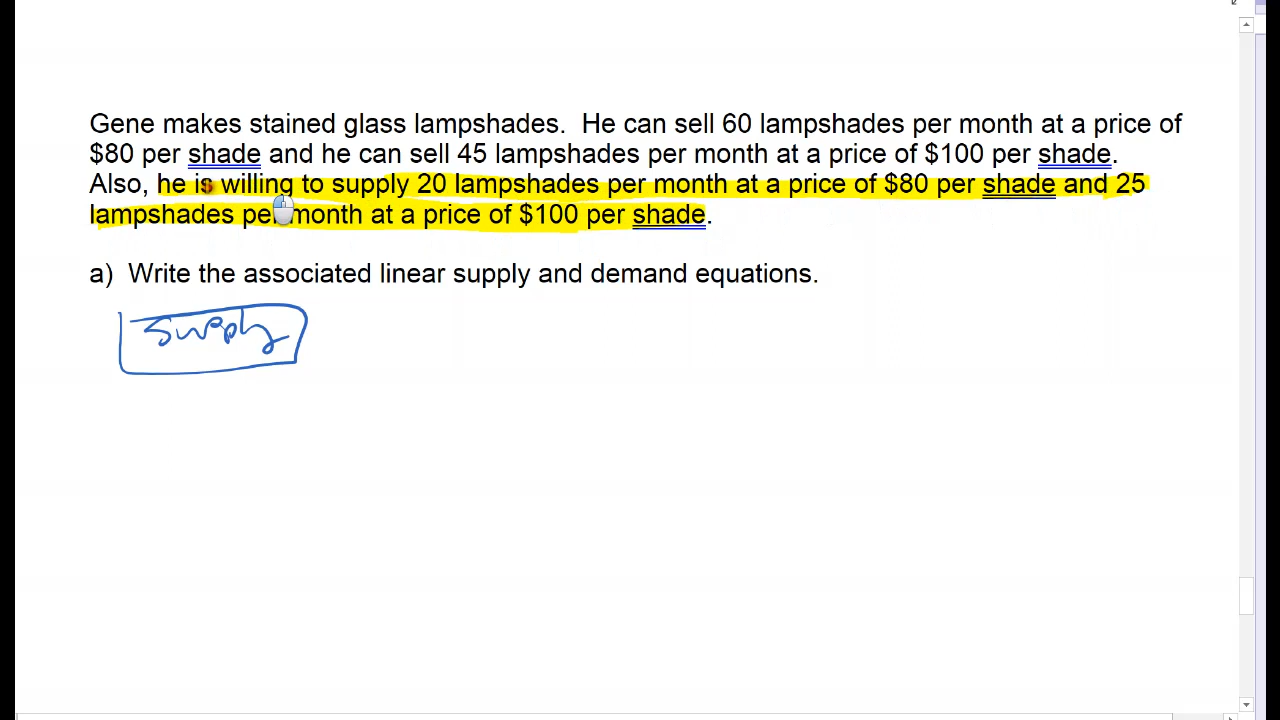 Gene makes stained glass lampshades.  He can sell 60 lampshades per month at a price of
$80 per shade and he can sell 45 lampshades per month at a price of $100 per shade.
Also, he is willing to supply 20 lampshades per month at a price of $80 per shade and 25
lampshades per month at a price of $100 per shade.
a)  Write the associated linear supply and demand equations.
Supply